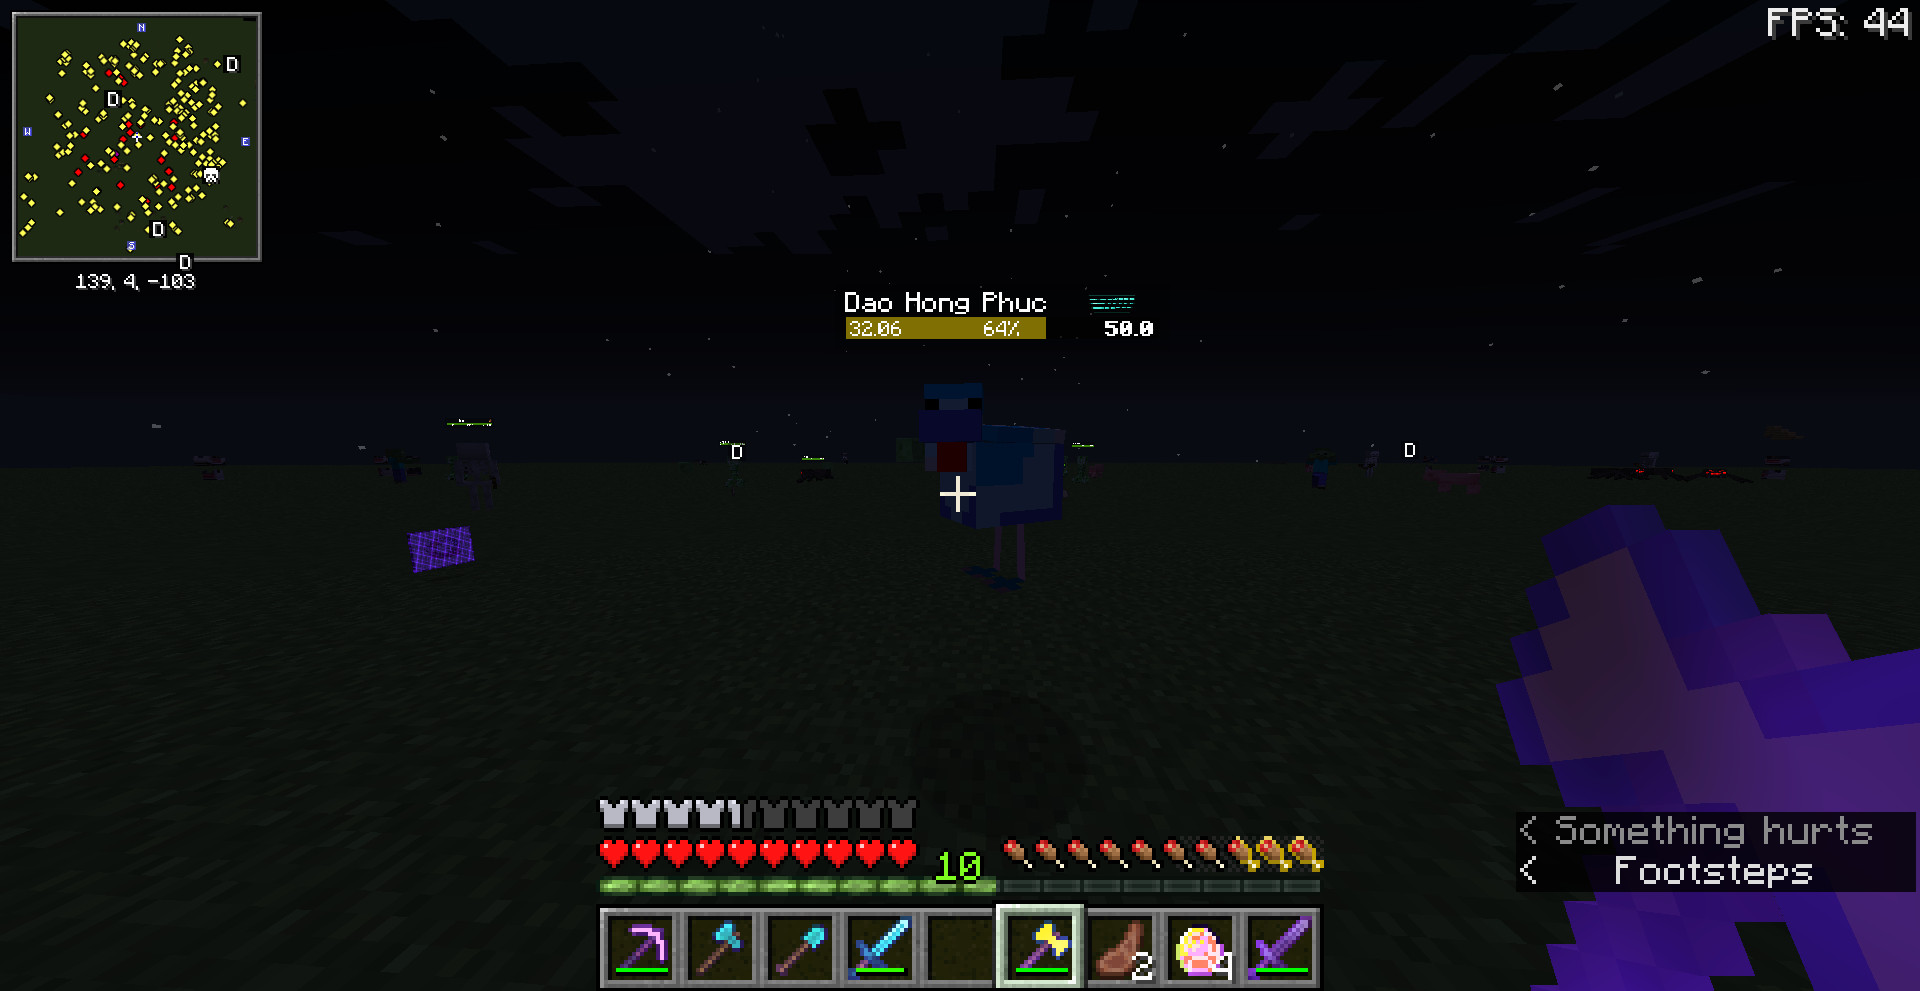 FPS: 44
N
D
D
W
E
D
S
D
139, 4, -103
Dao Hong Phuc
32.06 64% 50.0
D
D
< Something hurts
< Footsteps
10
2
4